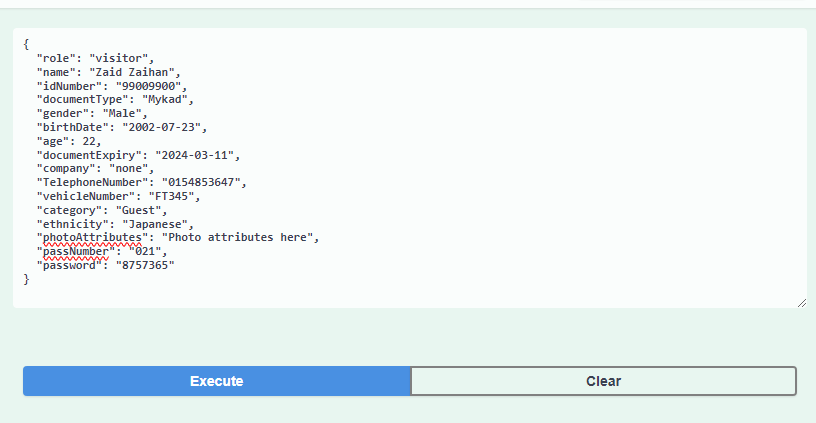 {
  "role": "visitor",
  "name": "Zaid Zaihan",
  "idNumber": "99009900",
  "documentType": "Mykad",
  "gender": "Male",
  "birthDate": "2002-07-23",
  "age": 22,
  "documentExpiry": "2024-03-11",
  "company": "none",
  "TelephoneNumber": "0154853647",
  "vehicleNumber": "FT345",
  "category": "Guest",
  "ethnicity": "Japanese",
  "photoAttributes": "Photo attributes here",
  "passNumber": "021",
  "password": "8757365"
}
Execute Clear